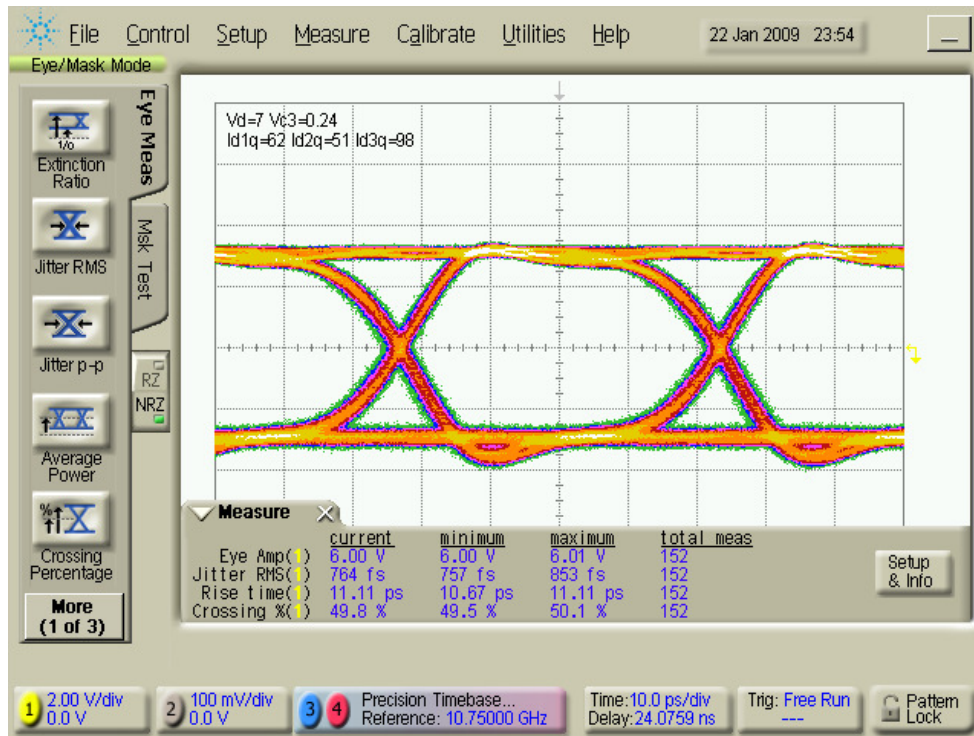 File Control Setup Measure Calibrate Utilities Help 22 Jan 2009 23:54
Eye/Mask Mode
Eye Meas
Msk Test
1/0
Extinction
Ratio
Jitter RMS
Jitter p-p
RZ
NRZ
Average
Power
%
Crossing
Percentage
More
(1 of 3)
Vd=7 Vc3=0.24
Id1q=62 Id2q=51 Id3q=98
Measure
current minimum maximum total meas
Eye Amp(1) 6.00 V 6.00 V 6.01 V 152
Jitter RMS(1) 764 fs 757 fs 853 fs 152
Rise time(1) 11.11 ps 10.67 ps 11.11 ps 152
Crossing %(1) 49.8 % 49.5 % 50.1 % 152
Setup
& Info
1 2.00 V/div
0.0 V
2 100 mV/div
0.0 V
3 4 Precision Timebase...
Reference: 10.75000 GHz
Time:10.0 ps/div
Delay:24.0759 ns
Trig: Free Run
---
Pattern
Lock